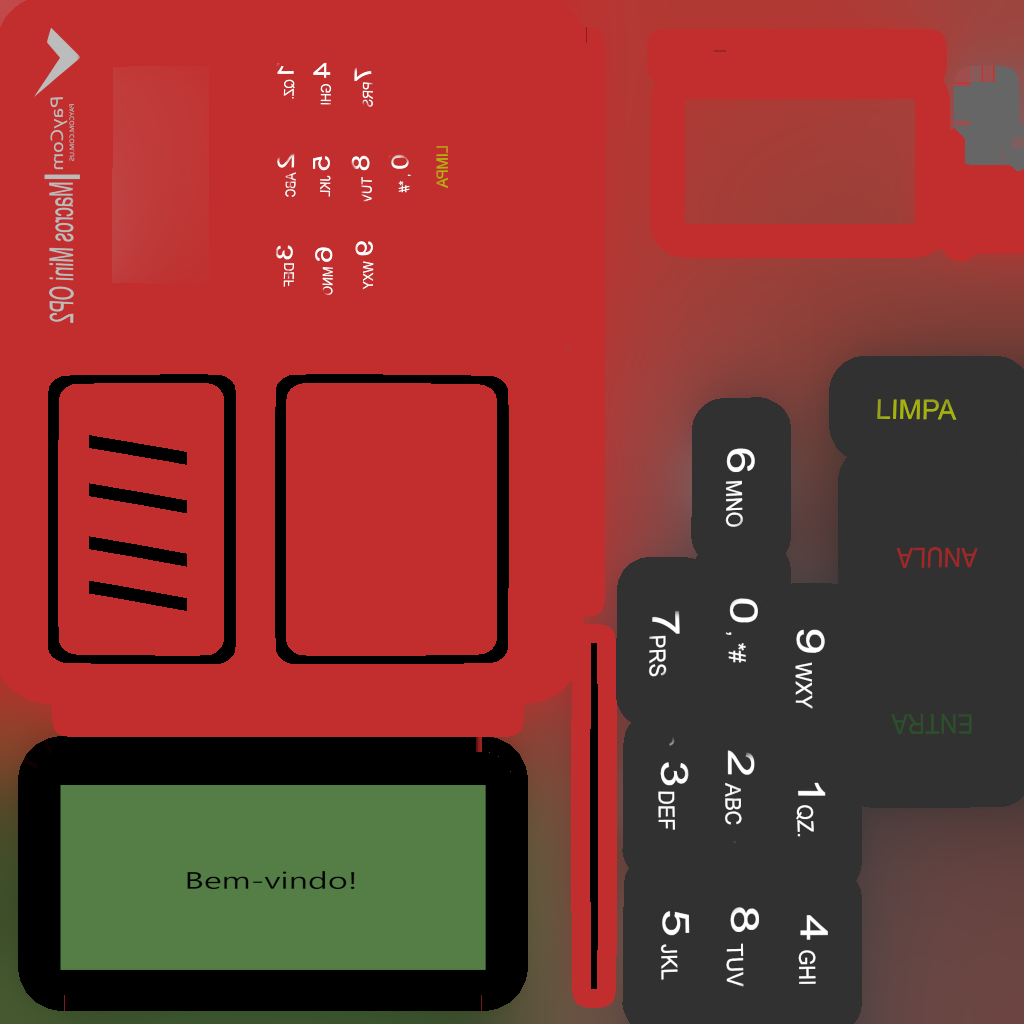 PayCom
PAYCOMCOM.US
Macros Mini OP2
1 QZ.
4 GHI
7 PRS
2 ABC
5 JKL
8 TUV
0 , *#
LIMPA
3 DEF
6 MNO
9 WXY
LIMPA
6 MNO
ANULA
7 PRS
0 , *#
9 WXY
ENTRA
3 DEF
2 ABC
1 QZ.
5 JKL
8 TUV
4 GHI
Bem-vindo!